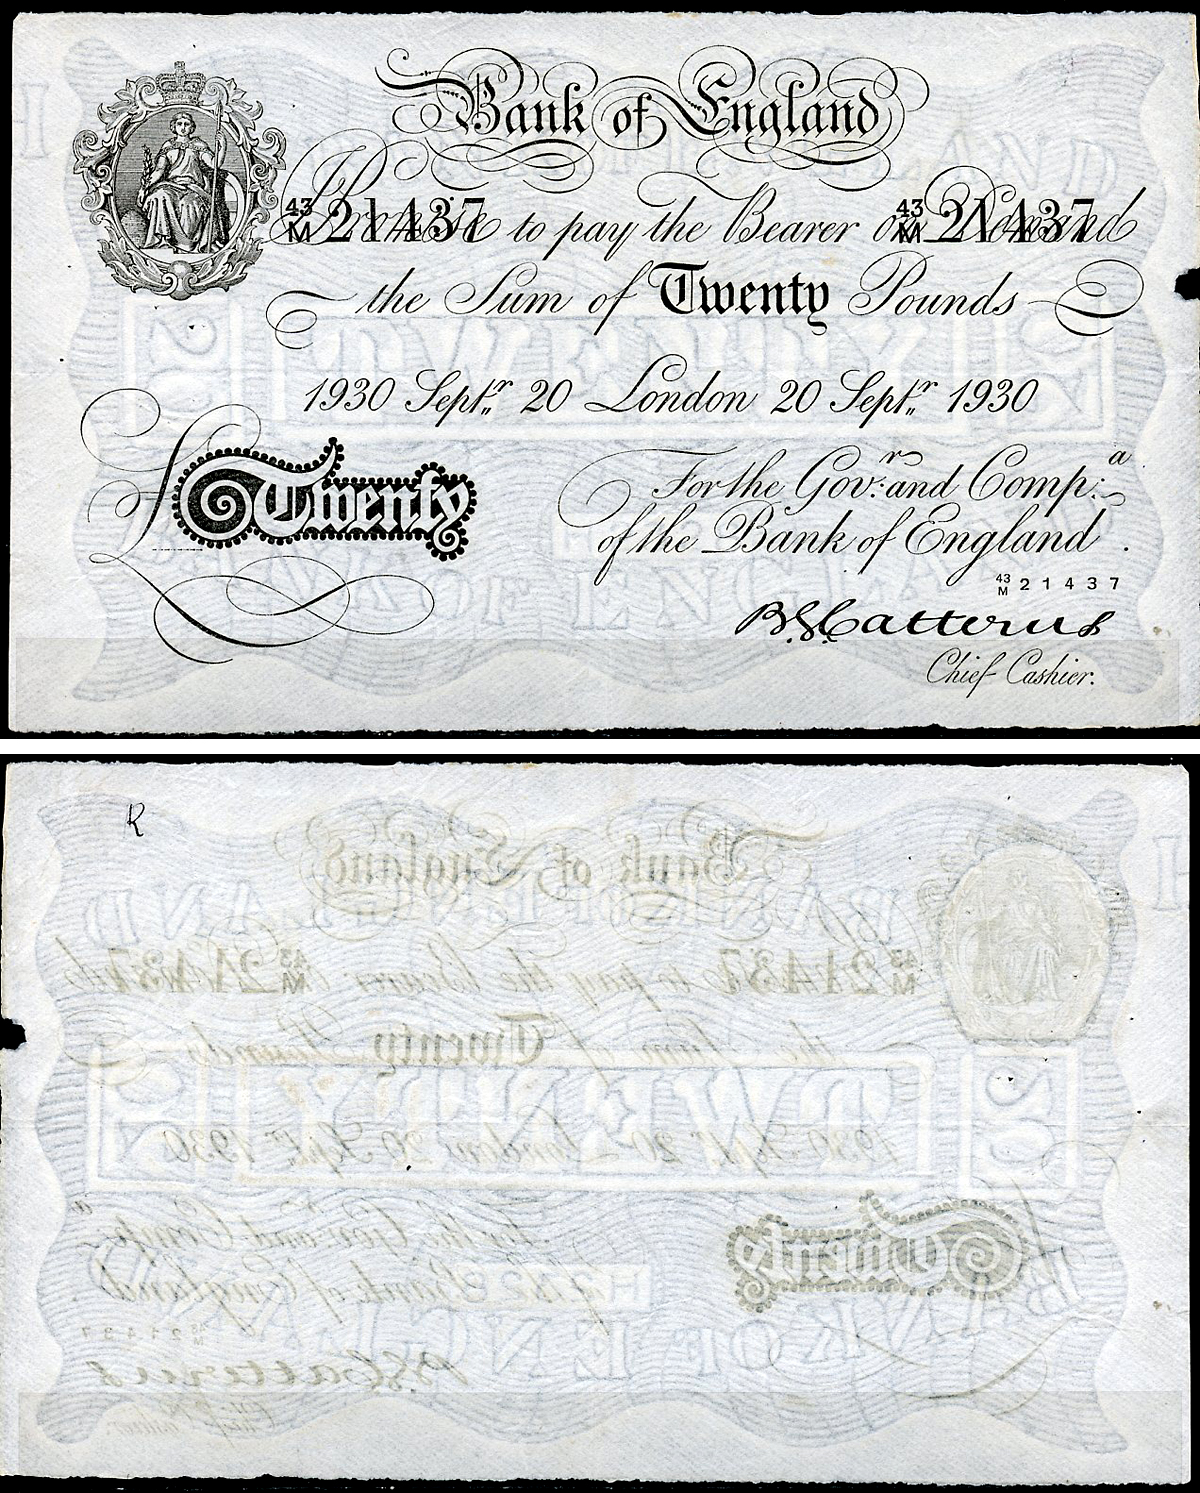 Bank of England
43/M 21437 43/M 21437
I Promise to pay the Bearer on Demand
the Sum of Twenty Pounds
1930 Septr 20 London 20 Septr 1930
£Twenty
For the Govr: and Compa:
of the Bank of England.
43/M 21437
B.G. Catterns
Chief Cashier.
R